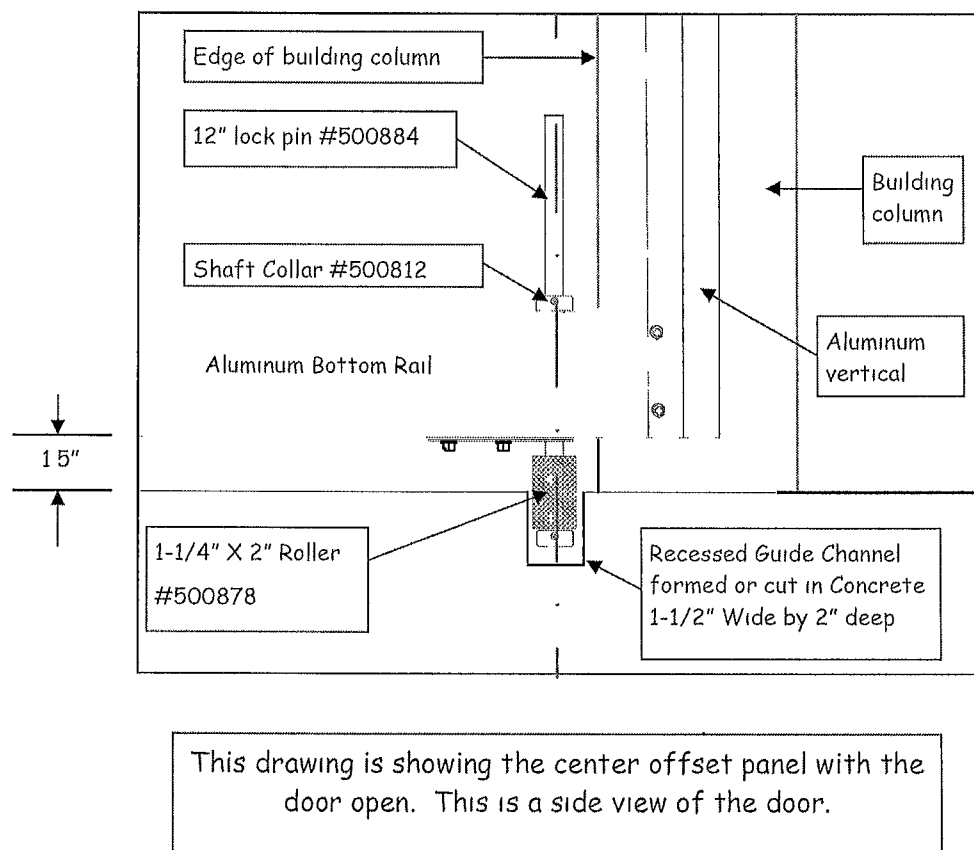 Edge of building column
12" lock pin #500884
Shaft Collar #500812
Building
column
Aluminum
vertical
Aluminum Bottom Rail
1 5"
1-1/4" X 2" Roller
#500878
Recessed Guide Channel
formed or cut in Concrete
1-1/2" Wide by 2" deep
This drawing is showing the center offset panel with the
door open. This is a side view of the door.